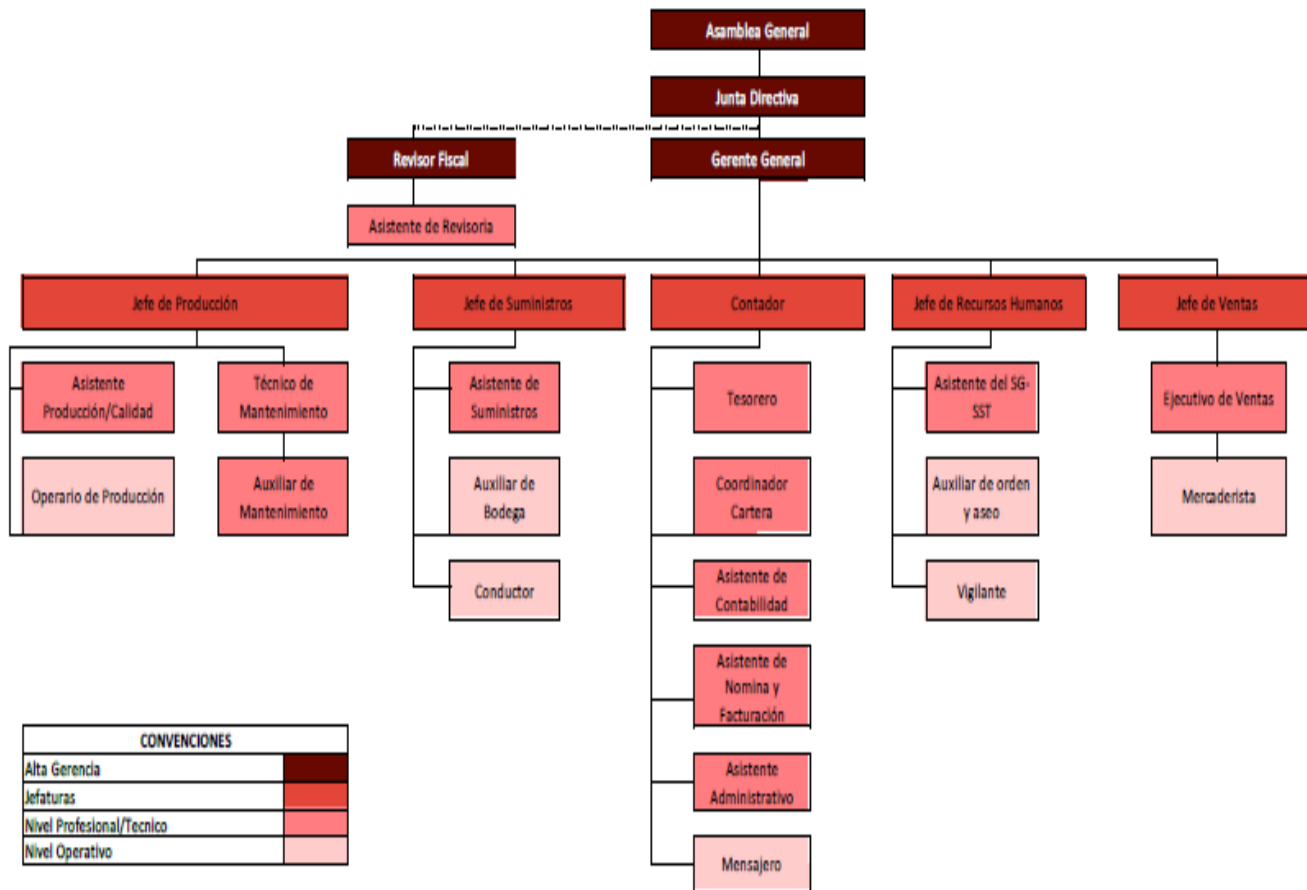 Asamblea General
Junta Directiva
Revisor Fiscal
Gerente General
Asistente de Revisoria
Jefe de Producción
Jefe de Suministros
Contador
Jefe de Recursos Humanos
Jefe de Ventas
Asistente
Producción/Calidad
Técnico de
Mantenimiento
Asistente de
Suministros
Tesorero
Asistente del SG-
SST
Ejecutivo de Ventas
Operario de Producción
Auxiliar de
Mantenimiento
Auxiliar de
Bodega
Coordinador
Cartera
Auxiliar de orden
y aseo
Mercaderista
Conductor
Asistente de
Contabilidad
Vigilante
Asistente de
Nomina y
Facturación
Asistente
Administrativo
Mensajero
CONVENCIONES
Alta Gerencia
Jefaturas
Nivel Profesional/Tecnico
Nivel Operativo